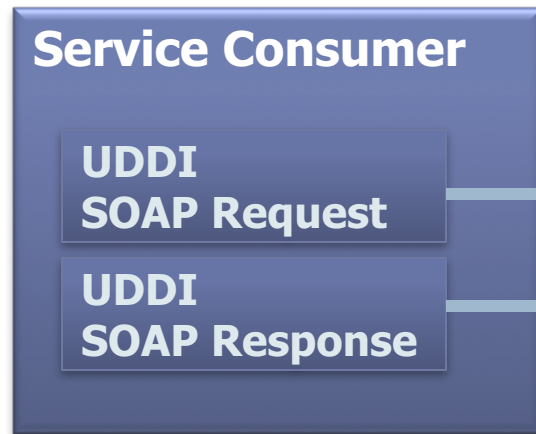 Service Consumer
UDDI
SOAP Request
UDDI
SOAP Response